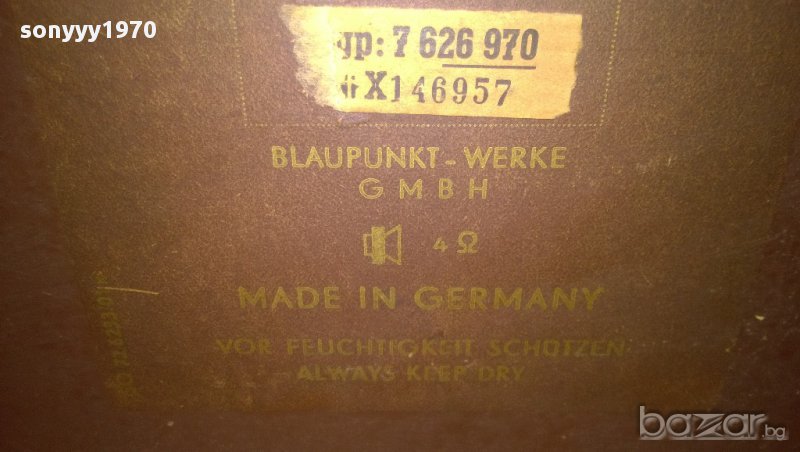 sonyyy1970
yp: 7 626 970
X146957
BLAUPUNKT-WERKE
GMBH
4 Ω
MADE IN GERMANY
VOR FEUCHTIGKEIT SCHÜTZEN
ALWAYS KEEP DRY
bazar.bg